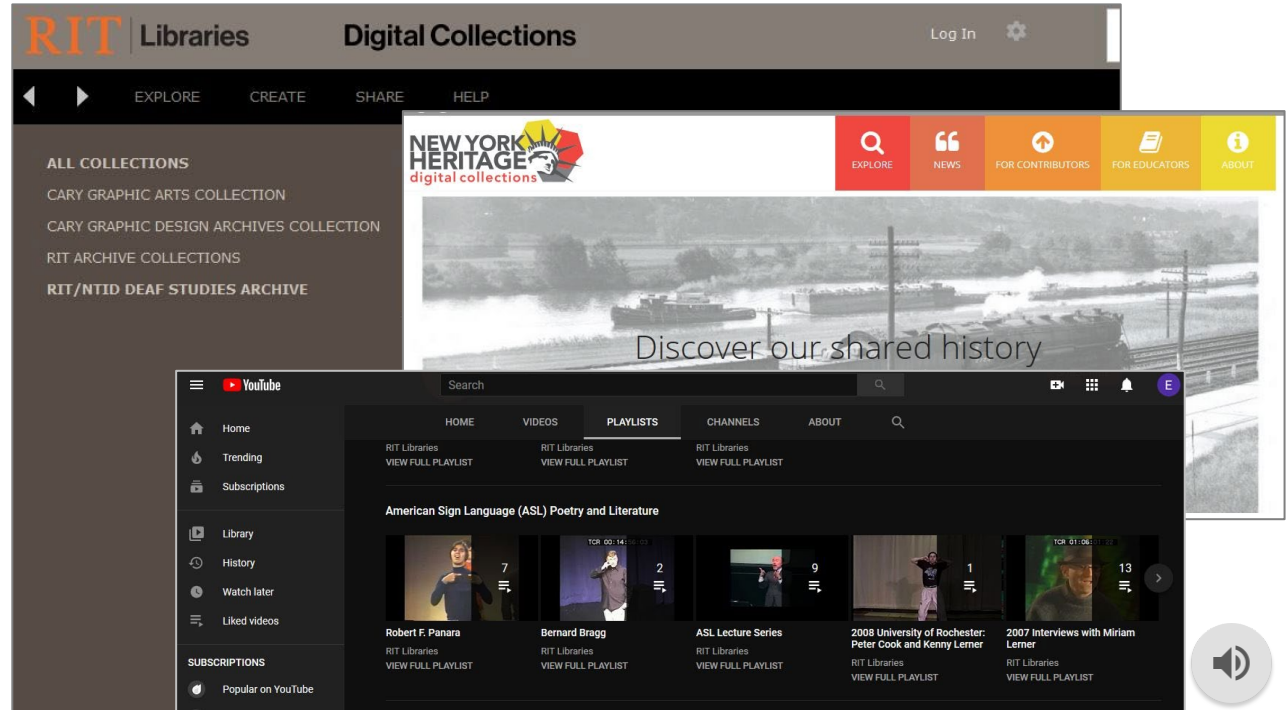 RIT Libraries Digital Collections Log In
EXPLORE CREATE SHARE HELP
ALL COLLECTIONS
CARY GRAPHIC ARTS COLLECTION
CARY GRAPHIC DESIGN ARCHIVES COLLECTION
RIT ARCHIVE COLLECTIONS
RIT/NTID DEAF STUDIES ARCHIVE
NEW YORK
HERITAGE
digital collections
EXPLORE NEWS FOR CONTRIBUTORS FOR EDUCATORS ABOUT
Discover our shared history
YouTube Search E
HOME VIDEOS PLAYLISTS CHANNELS ABOUT
Home
Trending
Subscriptions
Library
History
Watch later
Liked videos
SUBSCRIPTIONS
Popular on YouTube
RIT Libraries RIT Libraries RIT Libraries
VIEW FULL PLAYLIST VIEW FULL PLAYLIST VIEW FULL PLAYLIST
American Sign Language (ASL) Poetry and Literature
7 2 9 1 13
Robert F. Panara
RIT Libraries
VIEW FULL PLAYLIST
Bernard Bragg
RIT Libraries
VIEW FULL PLAYLIST
ASL Lecture Series
RIT Libraries
VIEW FULL PLAYLIST
2008 University of Rochester:
Peter Cook and Kenny Lerner
RIT Libraries
VIEW FULL PLAYLIST
2007 Interviews with Miriam
Lerner
RIT Libraries
VIEW FULL PLAYLIST